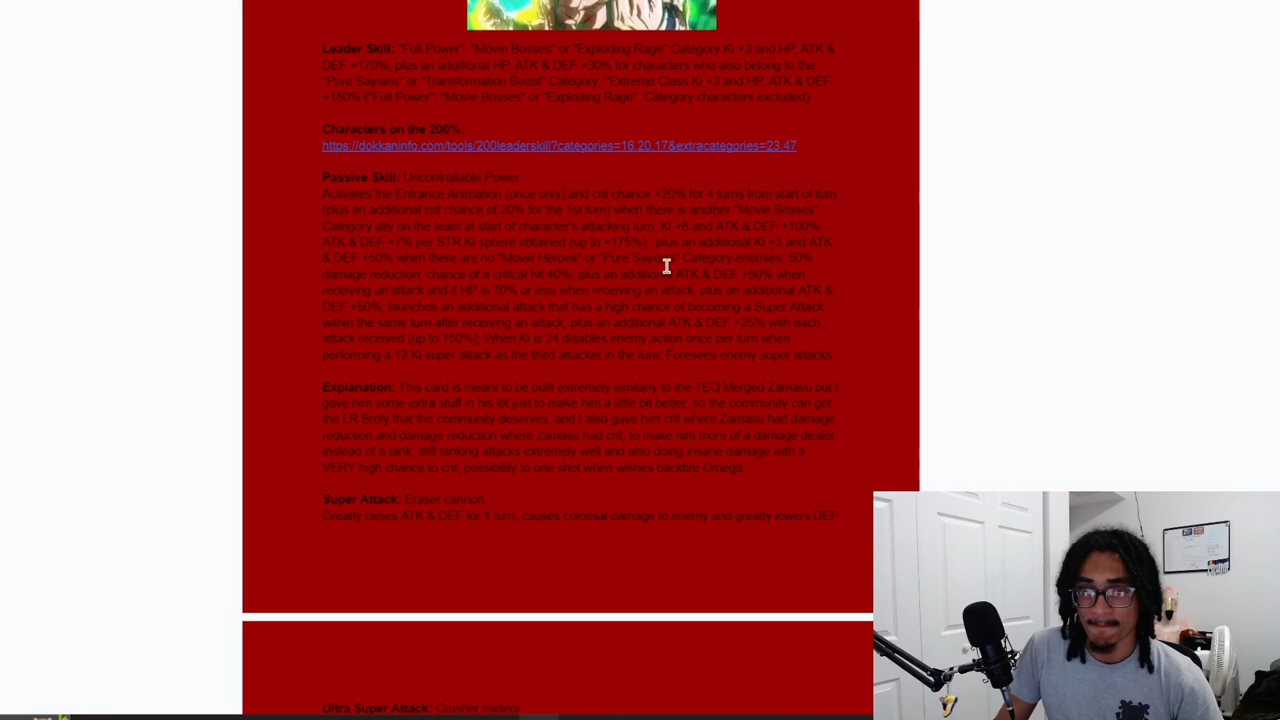 Leader Skill: "Full Power", "Movie Bosses" or "Exploding Rage" Category Ki +3 and HP, ATK &
DEF +170%, plus an additional HP, ATK & DEF +30% for characters who also belong to the
"Pure Sayians" or "Transformation Boost" Category; "Extreme Class Ki +3 and HP, ATK & DEF
+150% ("Full Power", "Movie Bosses" or "Exploding Rage" Category characters excluded)
Characters on the 200%:
https://dokkaninfo.com/tools/200leaderskill?categories=16,20,17&extracategories=23,47
Passive Skill: Uncontrollable Power
Activates the Entrance Animation (once only) and crit chance +20% for 4 turns from start of turn
(plus an additional crit chance of 20% for the 1st turn) when there is another "Movie Bosses"
Category ally on the team at start of character's attacking turn; Ki +6 and ATK & DEF +100%;
ATK & DEF +7% per STR Ki sphere obtained (up to +175%); plus an additional Ki +3 and ATK
& DEF +50% when there are no "Movie Heroes" or "Pure Sayians" Category enemies; 50%
damage reduction; chance of a critical hit 40%; plus an additional ATK & DEF +50% when
receiving an attack and if HP is 70% or less when receiving an attack, plus an additional ATK &
DEF +50%, launches an additional attack that has a high chance of becoming a Super Attack
within the same turn after receiving an attack, plus an additional ATK & DEF +25% with each
attack received (up to 150%); When Ki is 24 disables enemy action once per turn when
performing a 12 Ki super attack as the third attacker in the turn; Foresees enemy super attacks
Explanation: This card is meant to be built extremely similarly to the TEQ Merged Zamasu but I
gave him some extra stuff in his kit just to make him a little bit better, so the community can get
the LR Broly that the community deserves, and I also gave him crit where Zamasu had damage
reduction and damage reduction where zamasu had crit, to make him more of a damage dealer
instead of a tank, still tanking attacks extremely well and also doing insane damage with a
VERY high chance to crit, possibility to one shot when wishes backfire Omega
Super Attack: Eraser cannon
Greatly raises ATK & DEF for 1 turn, causes colossal damage to enemy and greatly lowers DEF
Ultra Super Attack: Crusher meteor